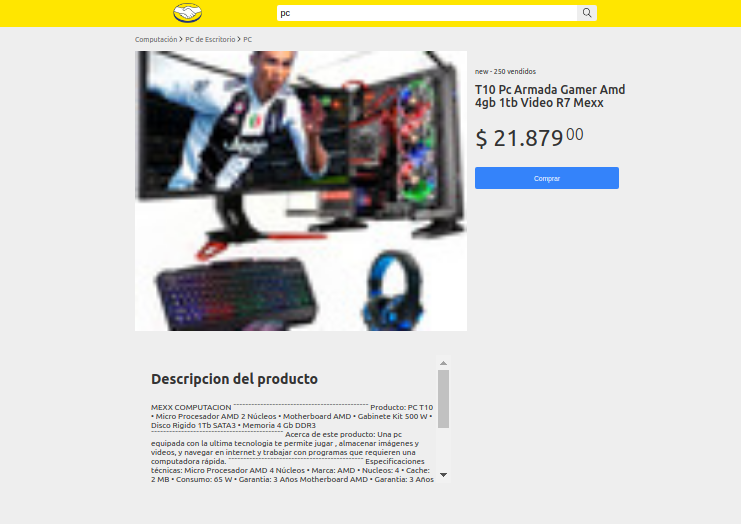 pc
Computación > PC de Escritorio > PC
new - 250 vendidos
T10 Pc Armada Gamer Amd
4gb 1tb Video R7 Mexx
$ 21.879 00
Comprar
Jeep
Descripcion del producto
MEXX COMPUTACION ---------------------------------------- Producto: PC T10
• Micro Procesador AMD 2 Núcleos • Motherboard AMD • Gabinete Kit 500 W •
Disco Rigido 1Tb SATA3 • Memoria 4 Gb DDR3
---------------------------------------- Acerca de este producto: Una pc
equipada con la ultima tecnologia te permite jugar , almacenar imágenes y
videos, y navegar en internet y trabajar con programas que requieren una
computadora rápida. ---------------------------------------- Especificaciones
técnicas: Micro Procesador AMD 4 Núcleos • Marca: AMD • Nucleos: 4 • Cache:
2 MB • Consumo: 65 W • Garantia: 3 Años Motherboard AMD • Garantia: 3 Años